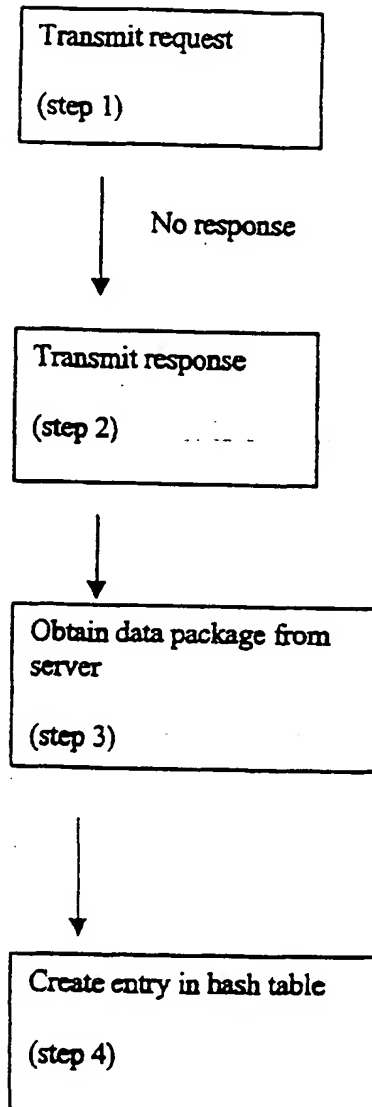 Transmit request
(step 1)
No response
Transmit response
(step 2)
Obtain data package from
server
(step 3)
Create entry in hash table
(step 4)